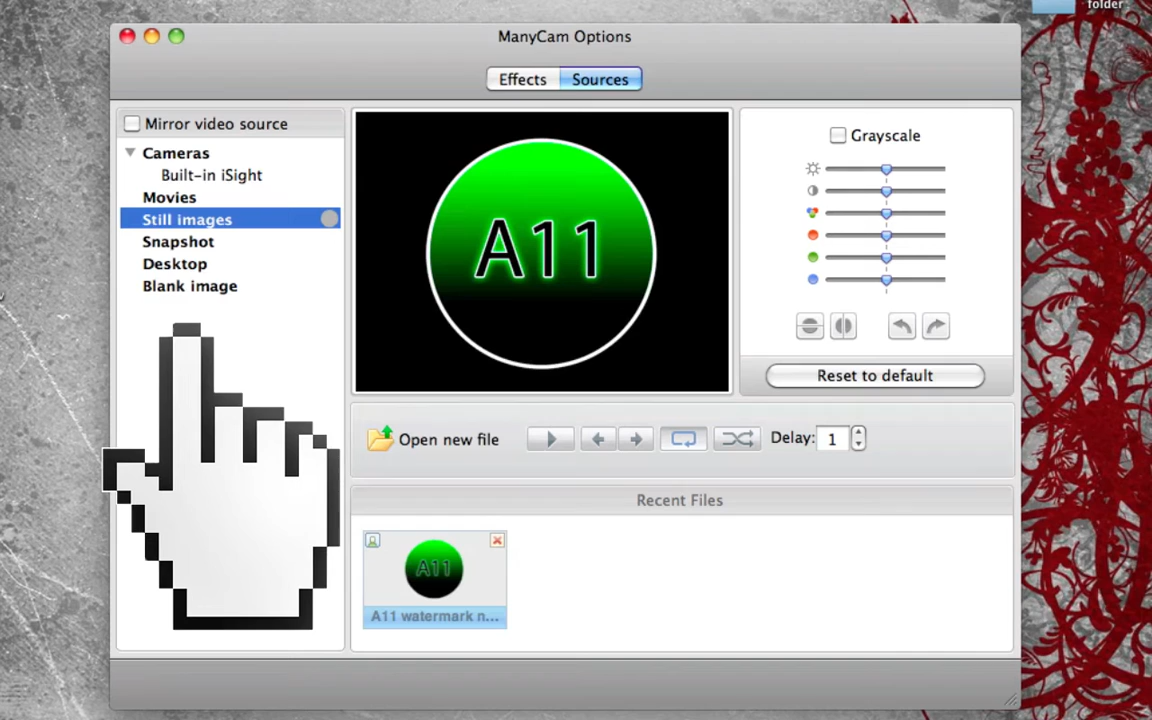 folder
ManyCam Options
Effects
Sources
Mirror video source
Cameras
Built-in iSight
Movies
Still images
Snapshot
Desktop
Blank image
A11
Grayscale
Reset to default
Open new file
Delay: 1
Recent Files
A11
A11 watermark n...